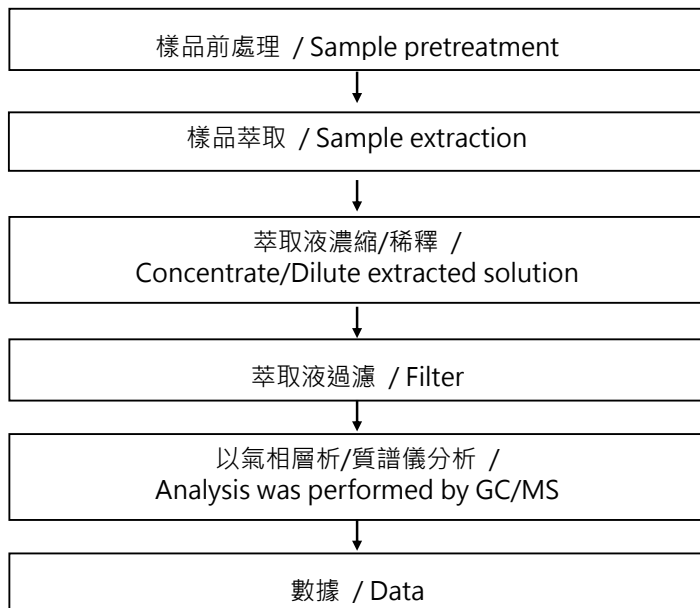 樣品前處理 / Sample pretreatment
樣品萃取 / Sample extraction
萃取液濃縮/稀釋 /
Concentrate/Dilute extracted solution
萃取液過濾 / Filter
以氣相層析/質譜儀分析 /
Analysis was performed by GC/MS
數據 / Data